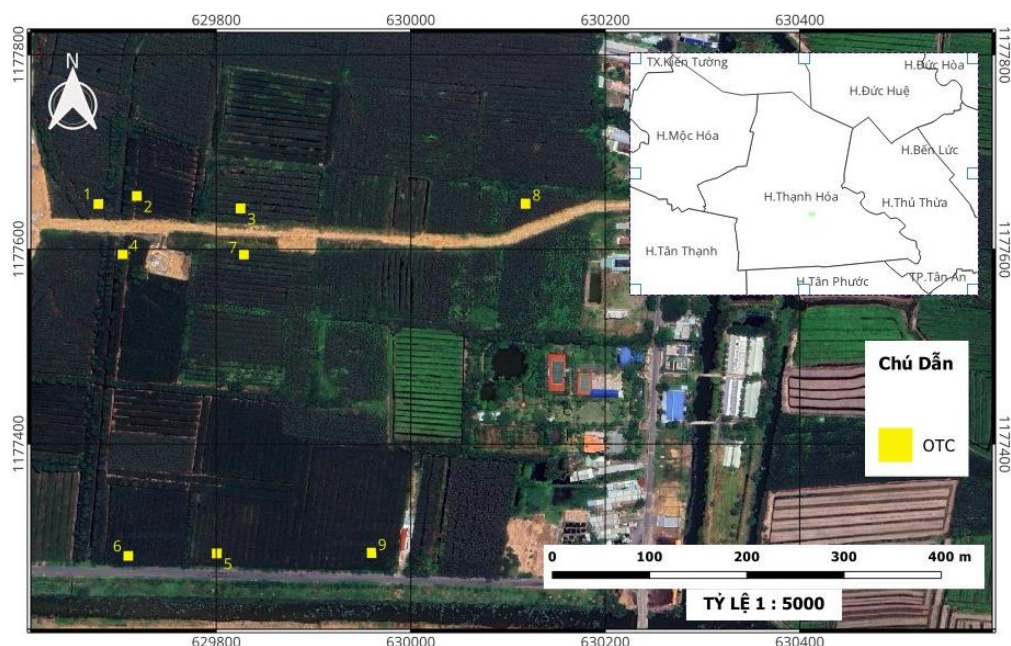 629800 630000 630200 630400
1177800 1177800
N
TX.Kiến Tường
H.Đức Hòa
H.Đức Huệ
H.Mộc Hóa
H.Bến Lức
H.Thạnh Hóa
H.Thủ Thừa
H.Tân Thạnh
H.Tân Phước
TP.Tân An
1
2
3
8
4
7
1177600 1177600
Chú Dẫn
OTC
1177400 1177400
6
5
9
0 100 200 300 400 m
TỶ LỆ 1 : 5000
629800 630000 630200 630400